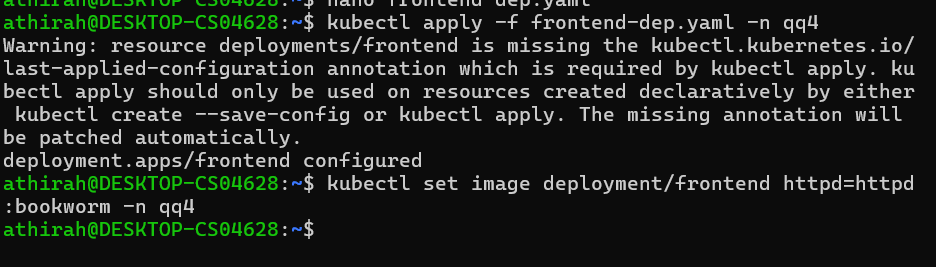 athirah@DESKTOP-CS04628:~$ nano frontend-dep.yaml
athirah@DESKTOP-CS04628:~$ kubectl apply -f frontend-dep.yaml -n qq4
Warning: resource deployments/frontend is missing the kubectl.kubernetes.io/
last-applied-configuration annotation which is required by kubectl apply. ku
bectl apply should only be used on resources created declaratively by either
 kubectl create --save-config or kubectl apply. The missing annotation will
be patched automatically.
deployment.apps/frontend configured
athirah@DESKTOP-CS04628:~$ kubectl set image deployment/frontend httpd=httpd
:bookworm -n qq4
athirah@DESKTOP-CS04628:~$